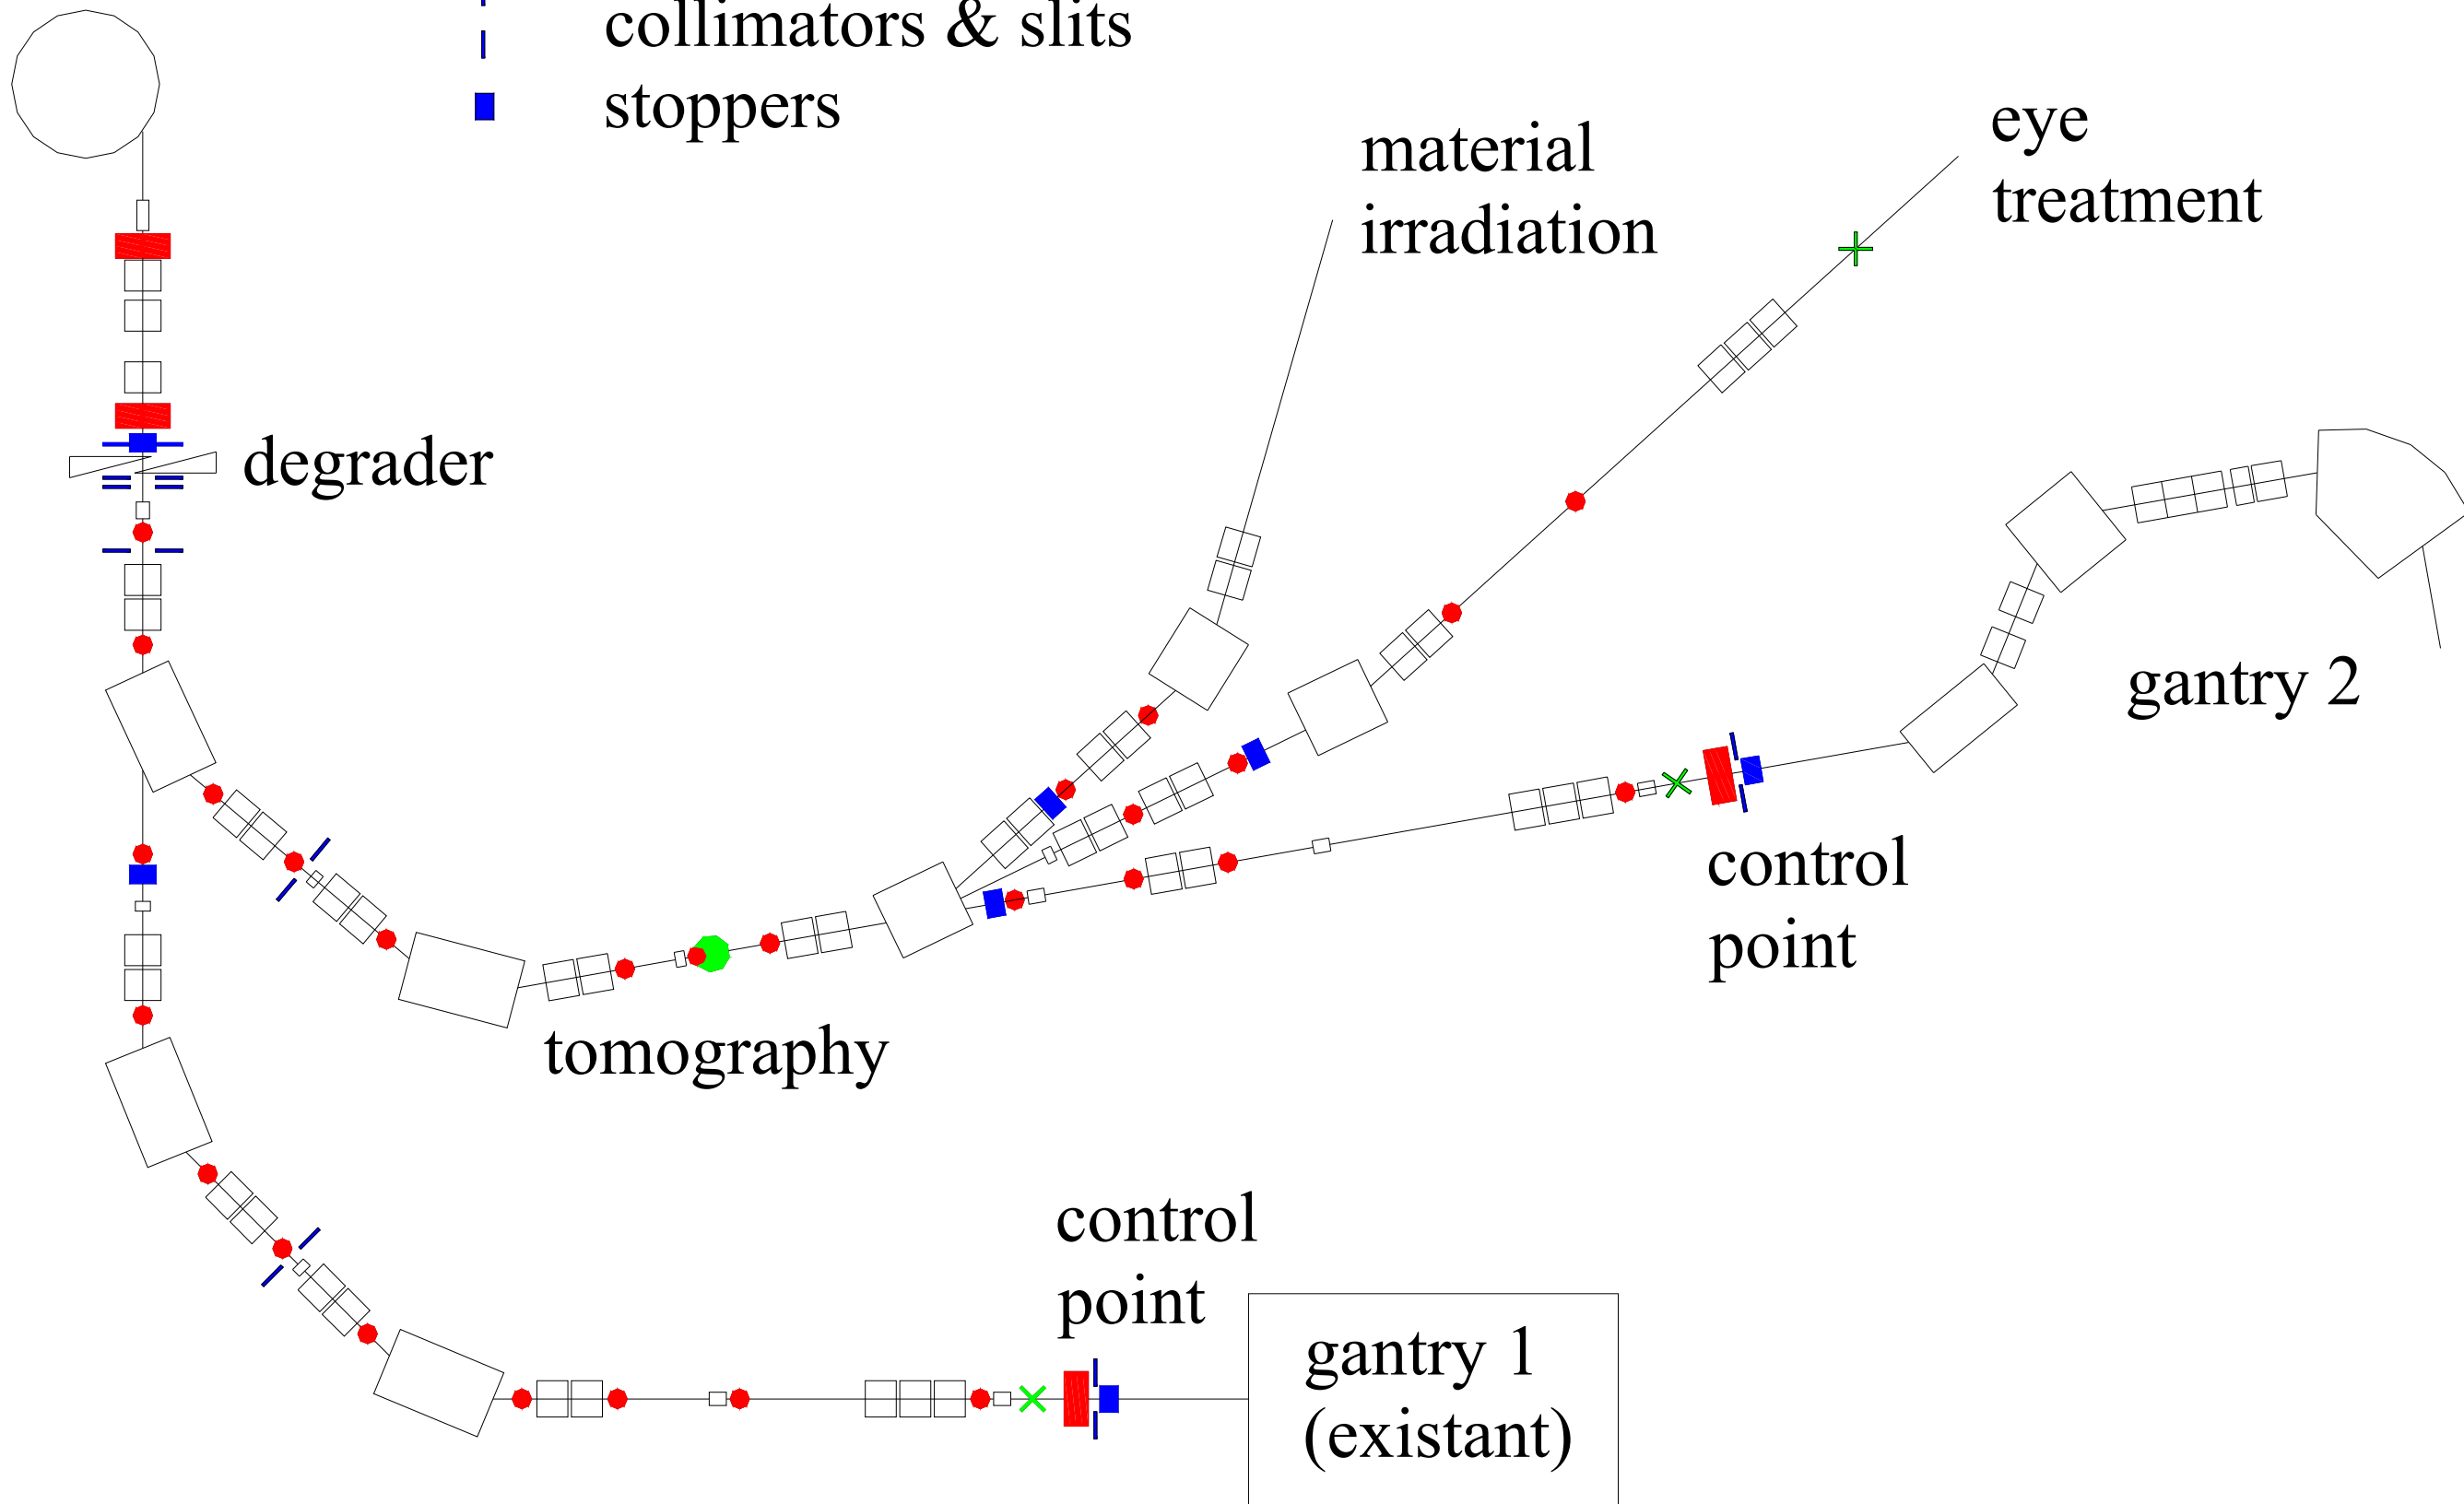 collimators & slits
stoppers
material
irradiation
eye
treatment
degrader
gantry 2
control
point
tomography
control
point
gantry 1
(existant)